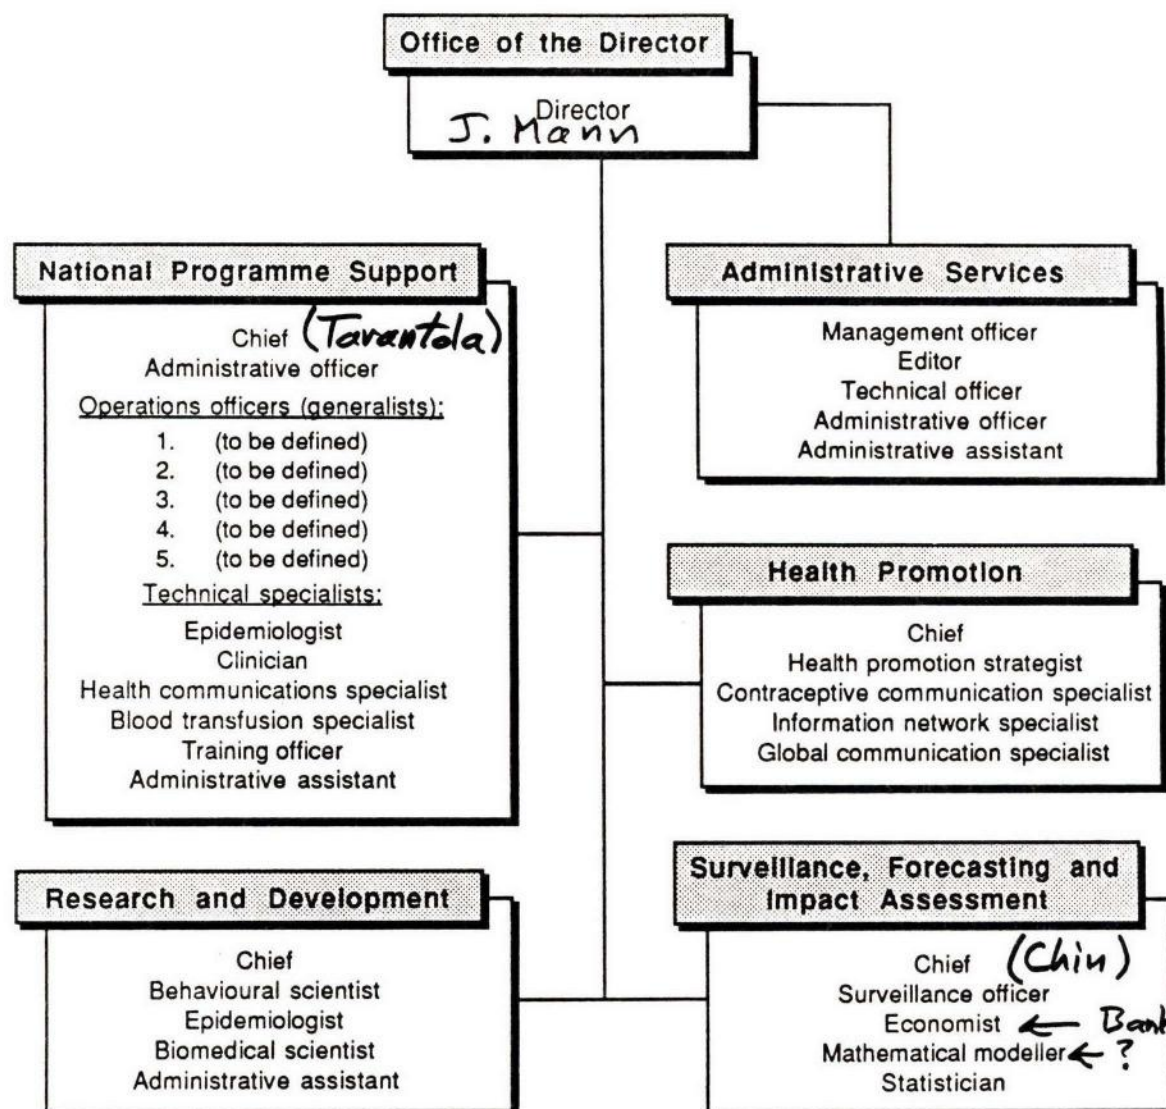 Office of the Director
Director
J. Mann
National Programme Support
Chief (Tarantola)
Administrative officer
Operations officers (generalists):
1. (to be defined)
2. (to be defined)
3. (to be defined)
4. (to be defined)
5. (to be defined)
Technical specialists:
Epidemiologist
Clinician
Health communications specialist
Blood transfusion specialist
Training officer
Administrative assistant
Administrative Services
Management officer
Editor
Technical officer
Administrative officer
Administrative assistant
Health Promotion
Chief
Health promotion strategist
Contraceptive communication specialist
Information network specialist
Global communication specialist
Research and Development
Chief
Behavioural scientist
Epidemiologist
Biomedical scientist
Administrative assistant
Surveillance, Forecasting and
Impact Assessment
Chief (Chin)
Surveillance officer
Economist ← Bank
Mathematical modeller ← ?
Statistician